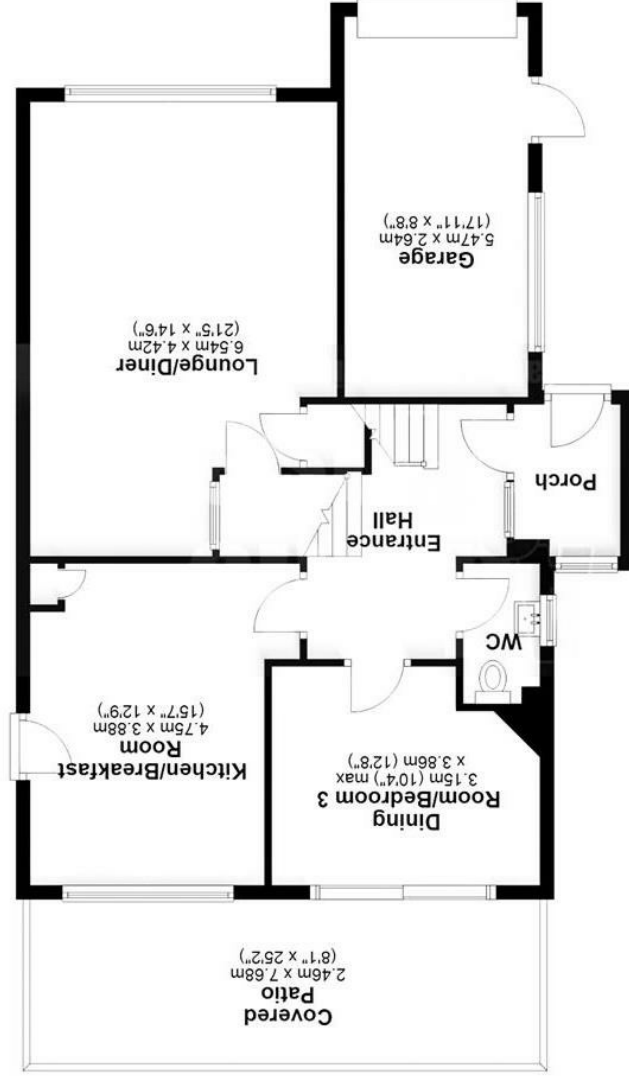 Covered
Patio
2.46m x 7.68m
(8'1" x 25'2")
Dining
Room/Bedroom 3
3.15m (10'4") max
x 3.86m (12'8")
Kitchen/Breakfast
Room
4.75m x 3.88m
(15'7" x 12'9")
WC
Entrance
Hall
Porch
Lounge/Diner
6.54m x 4.42m
(21'5" x 14'6")
Garage
5.47m x 2.64m
(17'11" x 8'8")